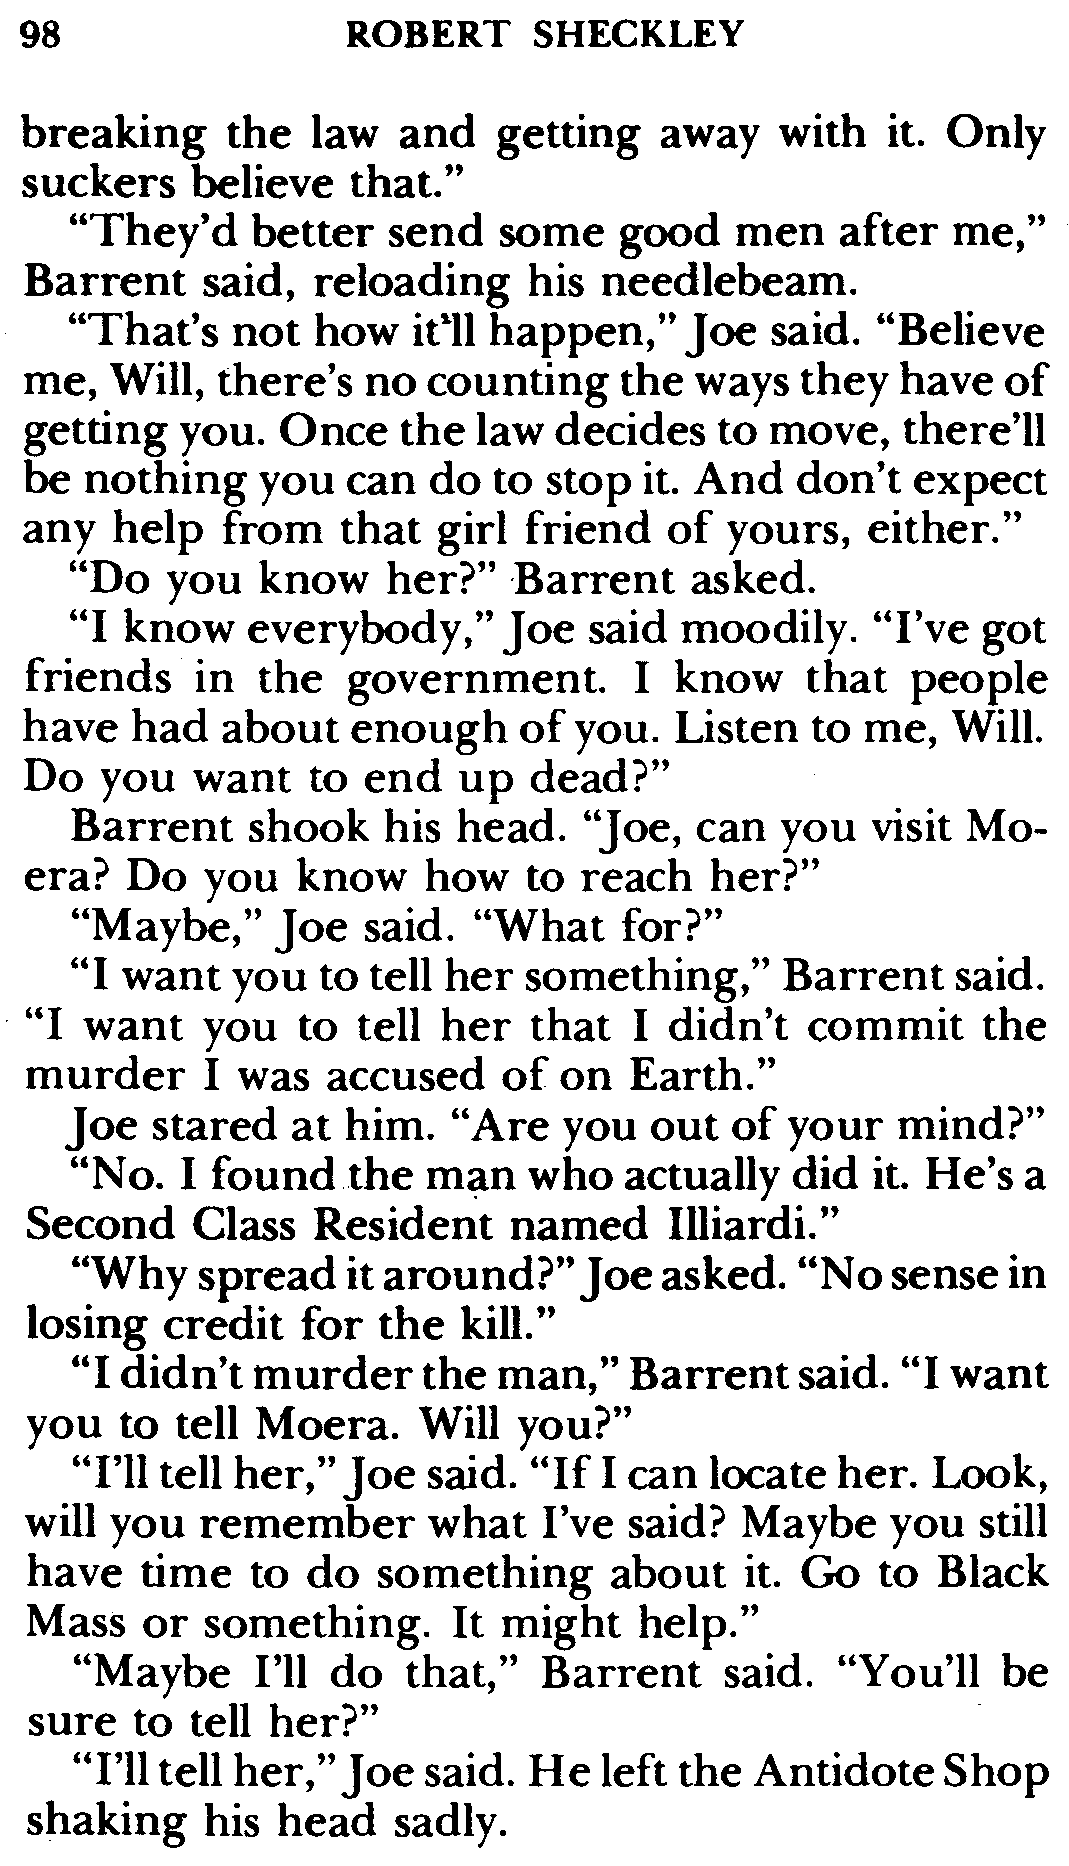 98 ROBERT SHECKLEY
breaking the law and getting away with it. Only
suckers believe that.”
“They’d better send some good men after me,”
Barrent said, reloading his needlebeam.
“That’s not how it’ll happen,” Joe said. “Believe
me, Will, there’s no counting the ways they have of
getting you. Once the law decides to move, there’ll
be nothing you can do to stop it. And don’t expect
any help from that girl friend of yours, either.”
“Do you know her?” Barrent asked.
“I know everybody,” Joe said moodily. “I’ve got
friends in the government. I know that people
have had about enough of you. Listen to me, Will.
Do you want to end up dead?”
Barrent shook his head. “Joe, can you visit Mo-
era? Do you know how to reach her?”
“Maybe,” Joe said. “What for?”
“I want you to tell her something,” Barrent said.
“I want you to tell her that I didn’t commit the
murder I was accused of on Earth.”
Joe stared at him. “Are you out of your mind?”
“No. I found the man who actually did it. He’s a
Second Class Resident named Illiardi.”
“Why spread it around?” Joe asked. “No sense in
losing credit for the kill.”
“I didn’t murder the man,” Barrent said. “I want
you to tell Moera. Will you?”
“I’ll tell her,” Joe said. “If I can locate her. Look,
will you remember what I’ve said? Maybe you still
have time to do something about it. Go to Black
Mass or something. It might help.”
“Maybe I’ll do that,” Barrent said. “You’ll be
sure to tell her?”
“I’ll tell her,” Joe said. He left the Antidote Shop
shaking his head sadly.